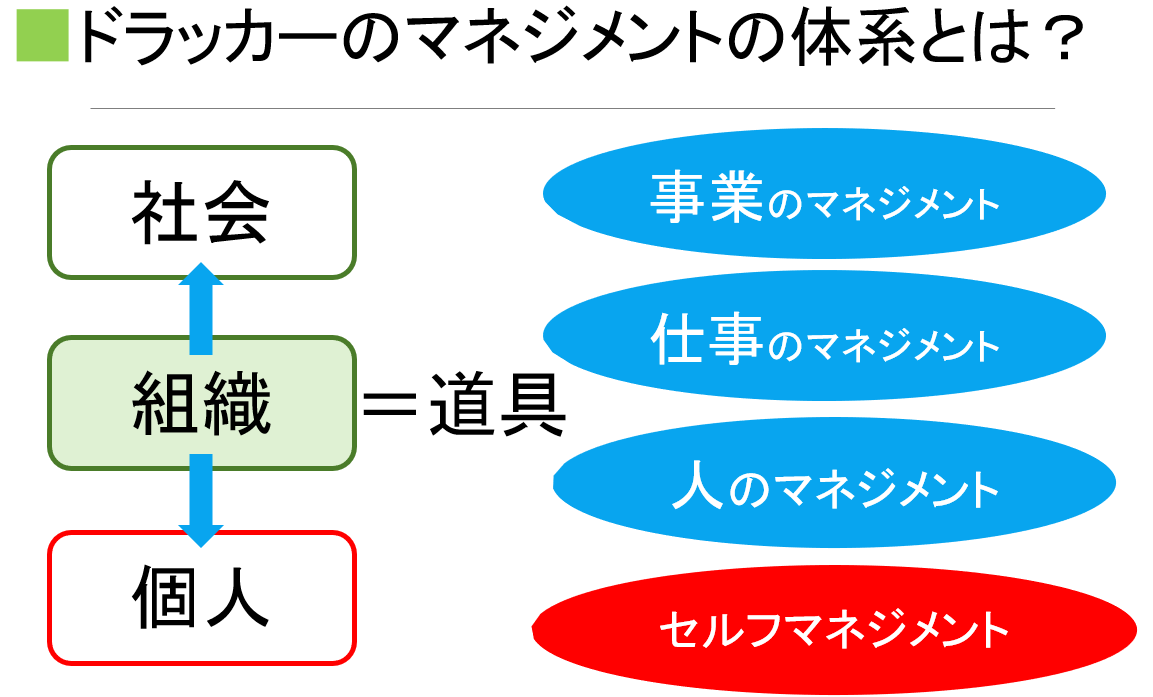 ■ドラッカーのマネジメントの体系とは？
社会
組織
＝道具
個人
事業のマネジメント
仕事のマネジメント
人のマネジメント
セルフマネジメント